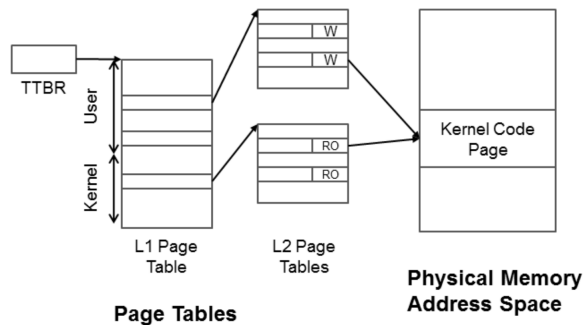 TTBR
User
Kernel
W
W
RO
RO
Kernel Code
Page
L1 Page
Table
L2 Page
Tables
Page Tables
Physical Memory
Address Space